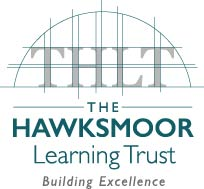 THLT
THE
HAWKSMOOR
Learning Trust
Building Excellence